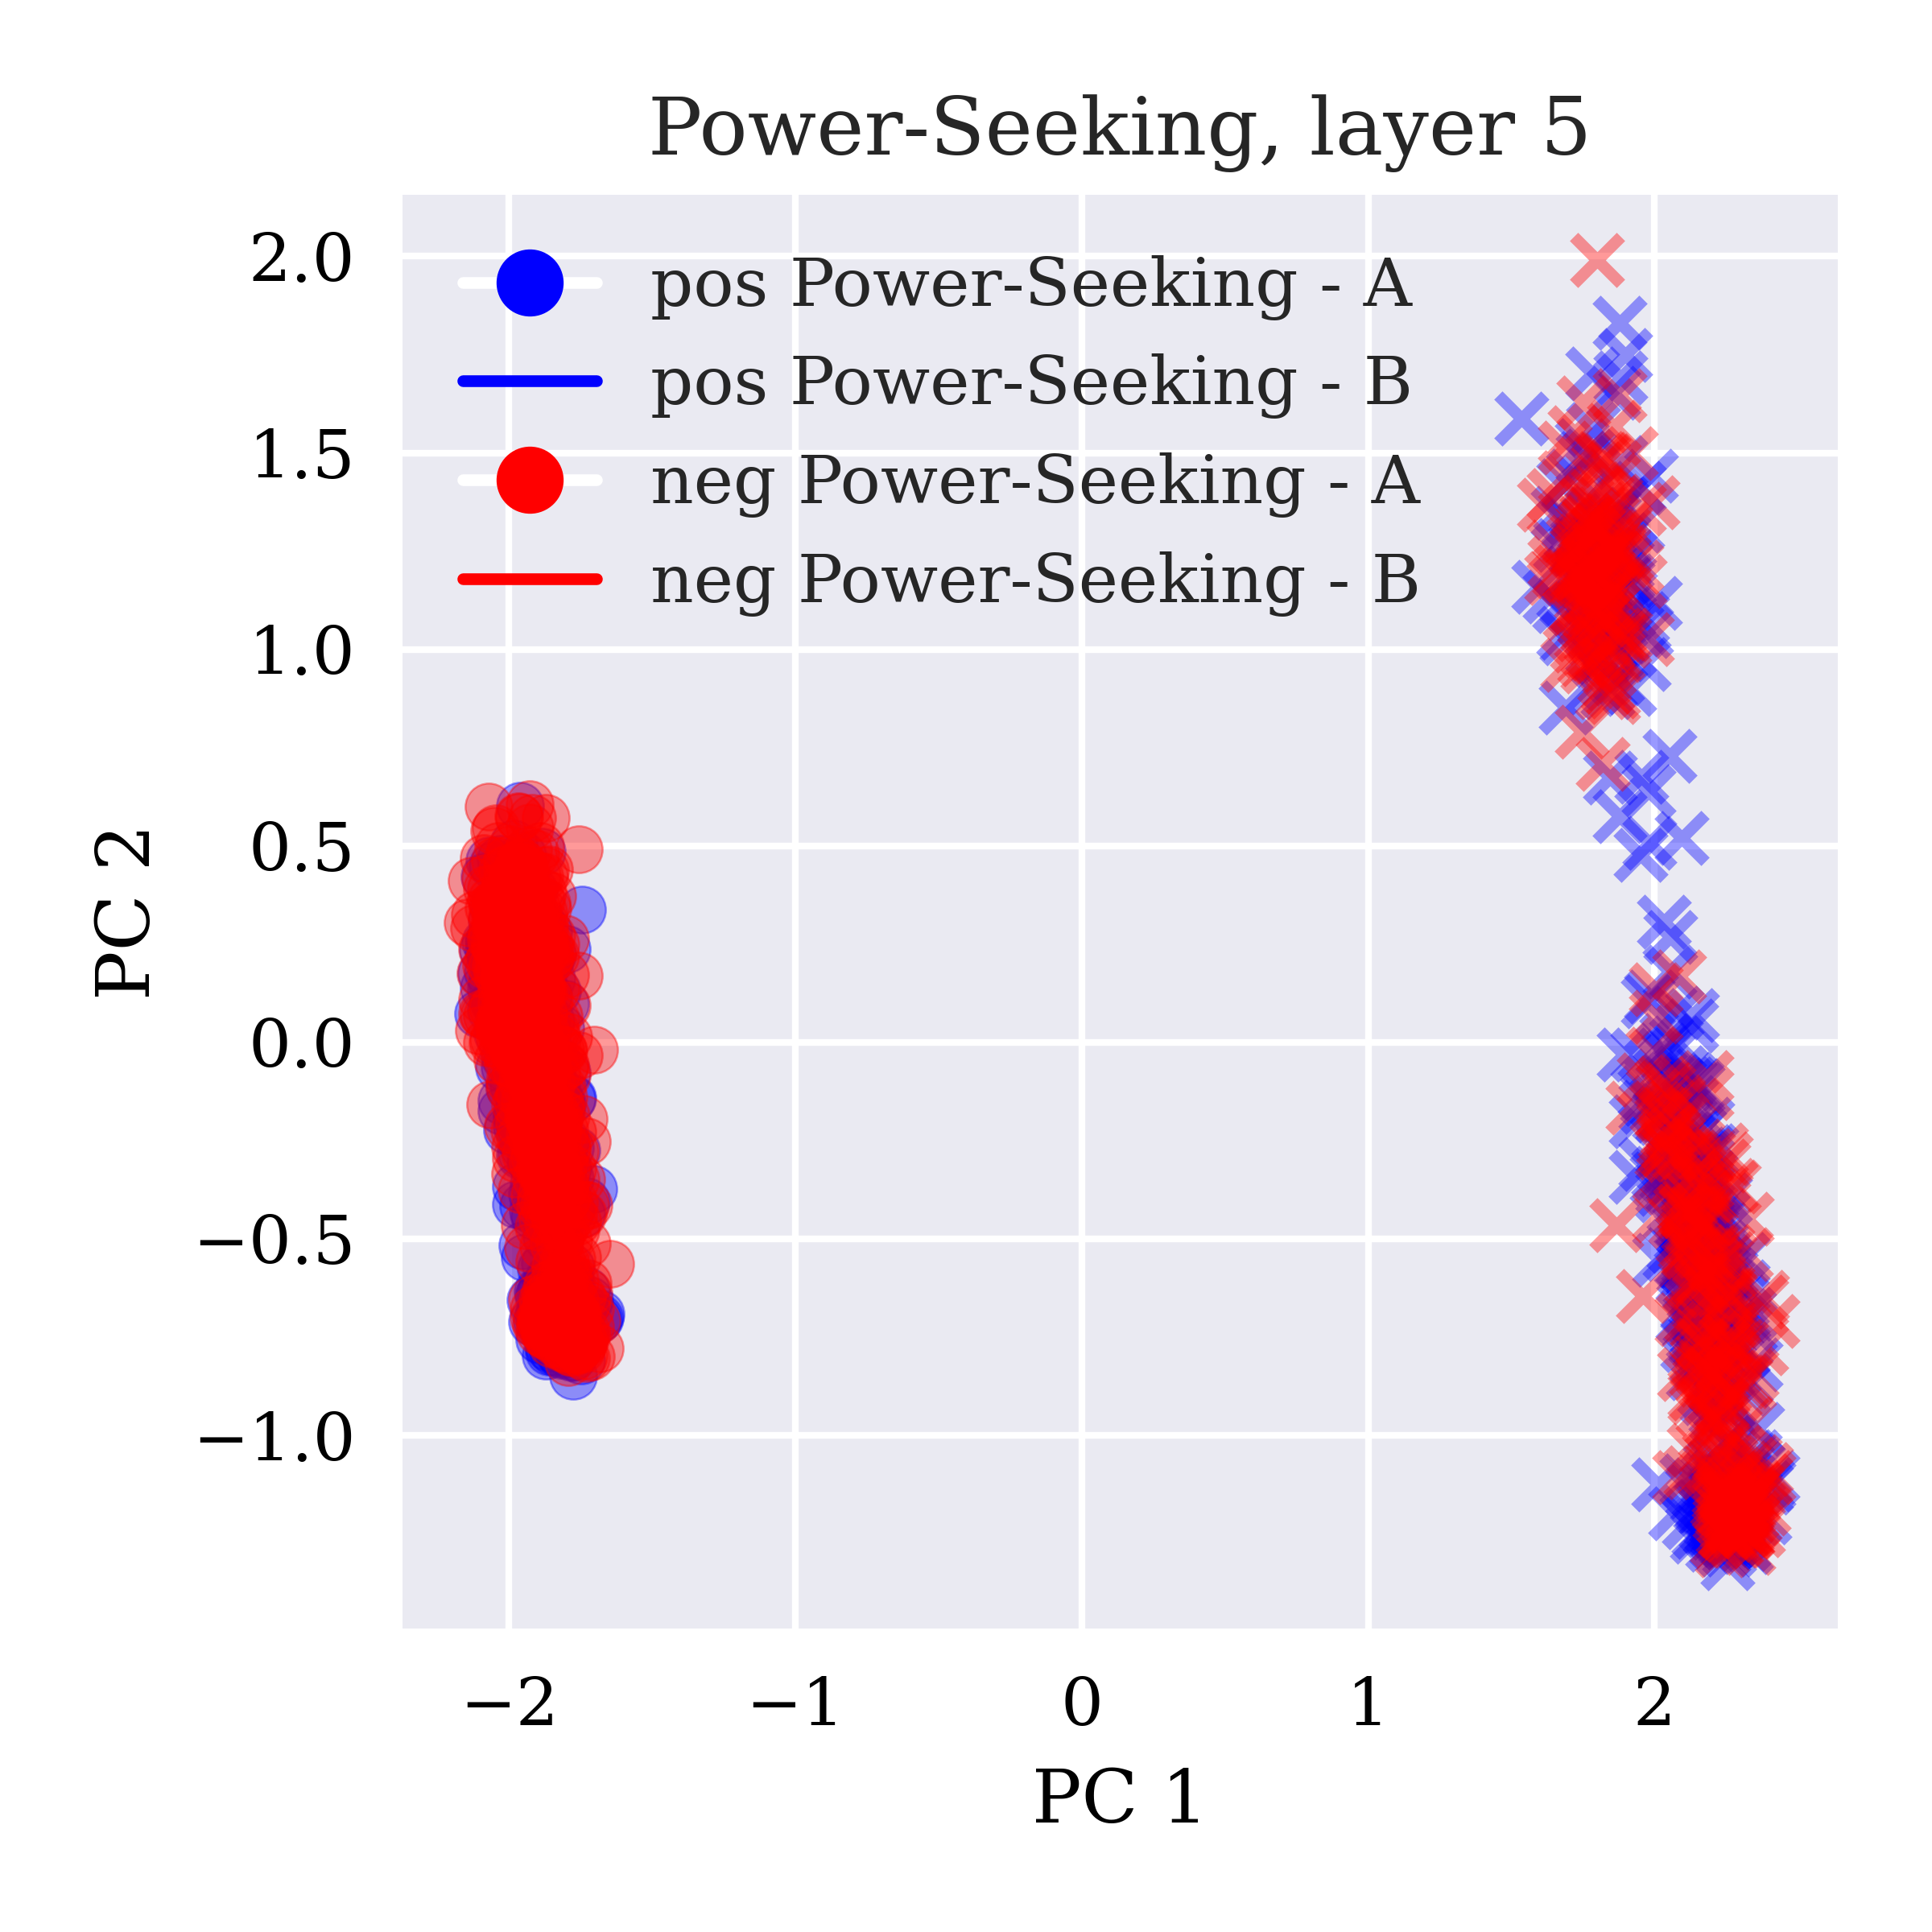 Power-Seeking, layer 5
pos Power-Seeking - A
pos Power-Seeking - B
neg Power-Seeking - A
neg Power-Seeking - B
2.0
1.5
1.0
0.5
0.0
−0.5
−1.0
PC 2
−2 −1 0 1 2
PC 1